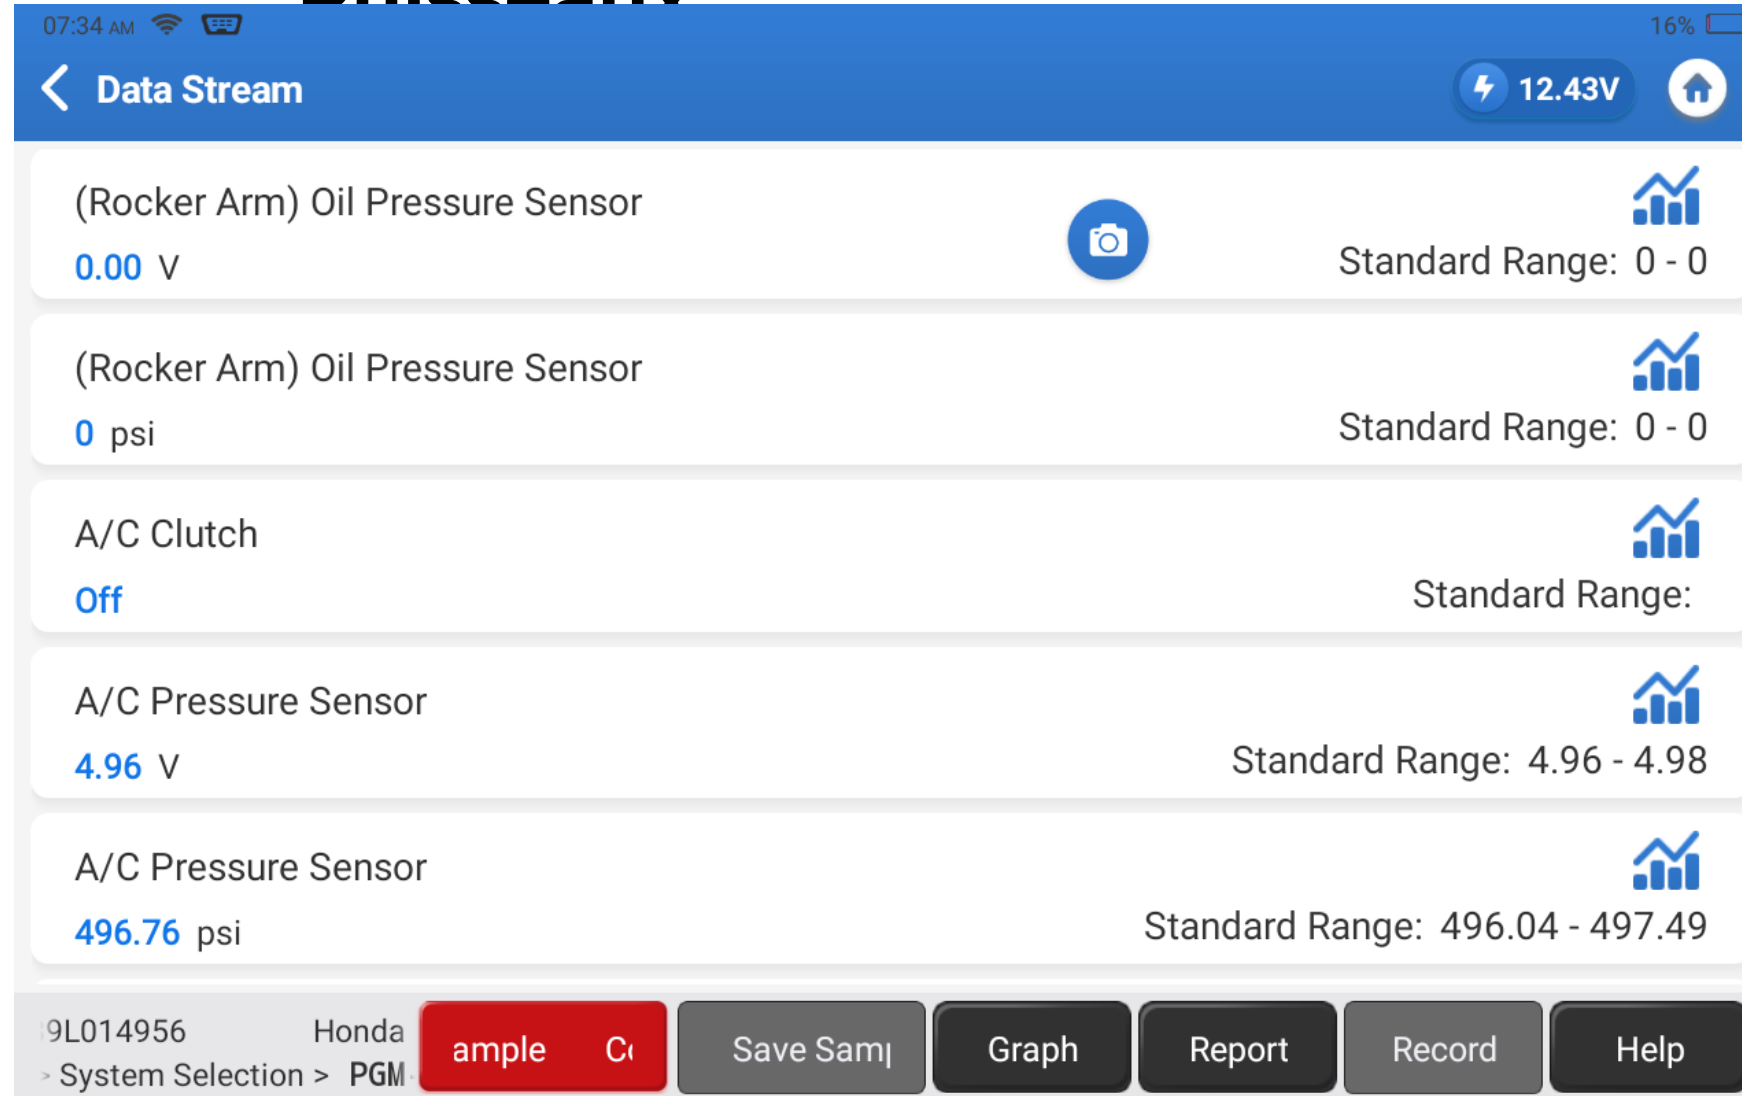 07:34 AM 16%
Data Stream 12.43V
(Rocker Arm) Oil Pressure Sensor
0.00 V Standard Range: 0 - 0
(Rocker Arm) Oil Pressure Sensor
0 psi Standard Range: 0 - 0
A/C Clutch
Off Standard Range:
A/C Pressure Sensor
4.96 V Standard Range: 4.96 - 4.98
A/C Pressure Sensor
496.76 psi Standard Range: 496.04 - 497.49
9L014956 Honda
> System Selection > PGM
ample Save Graph Report Record Help